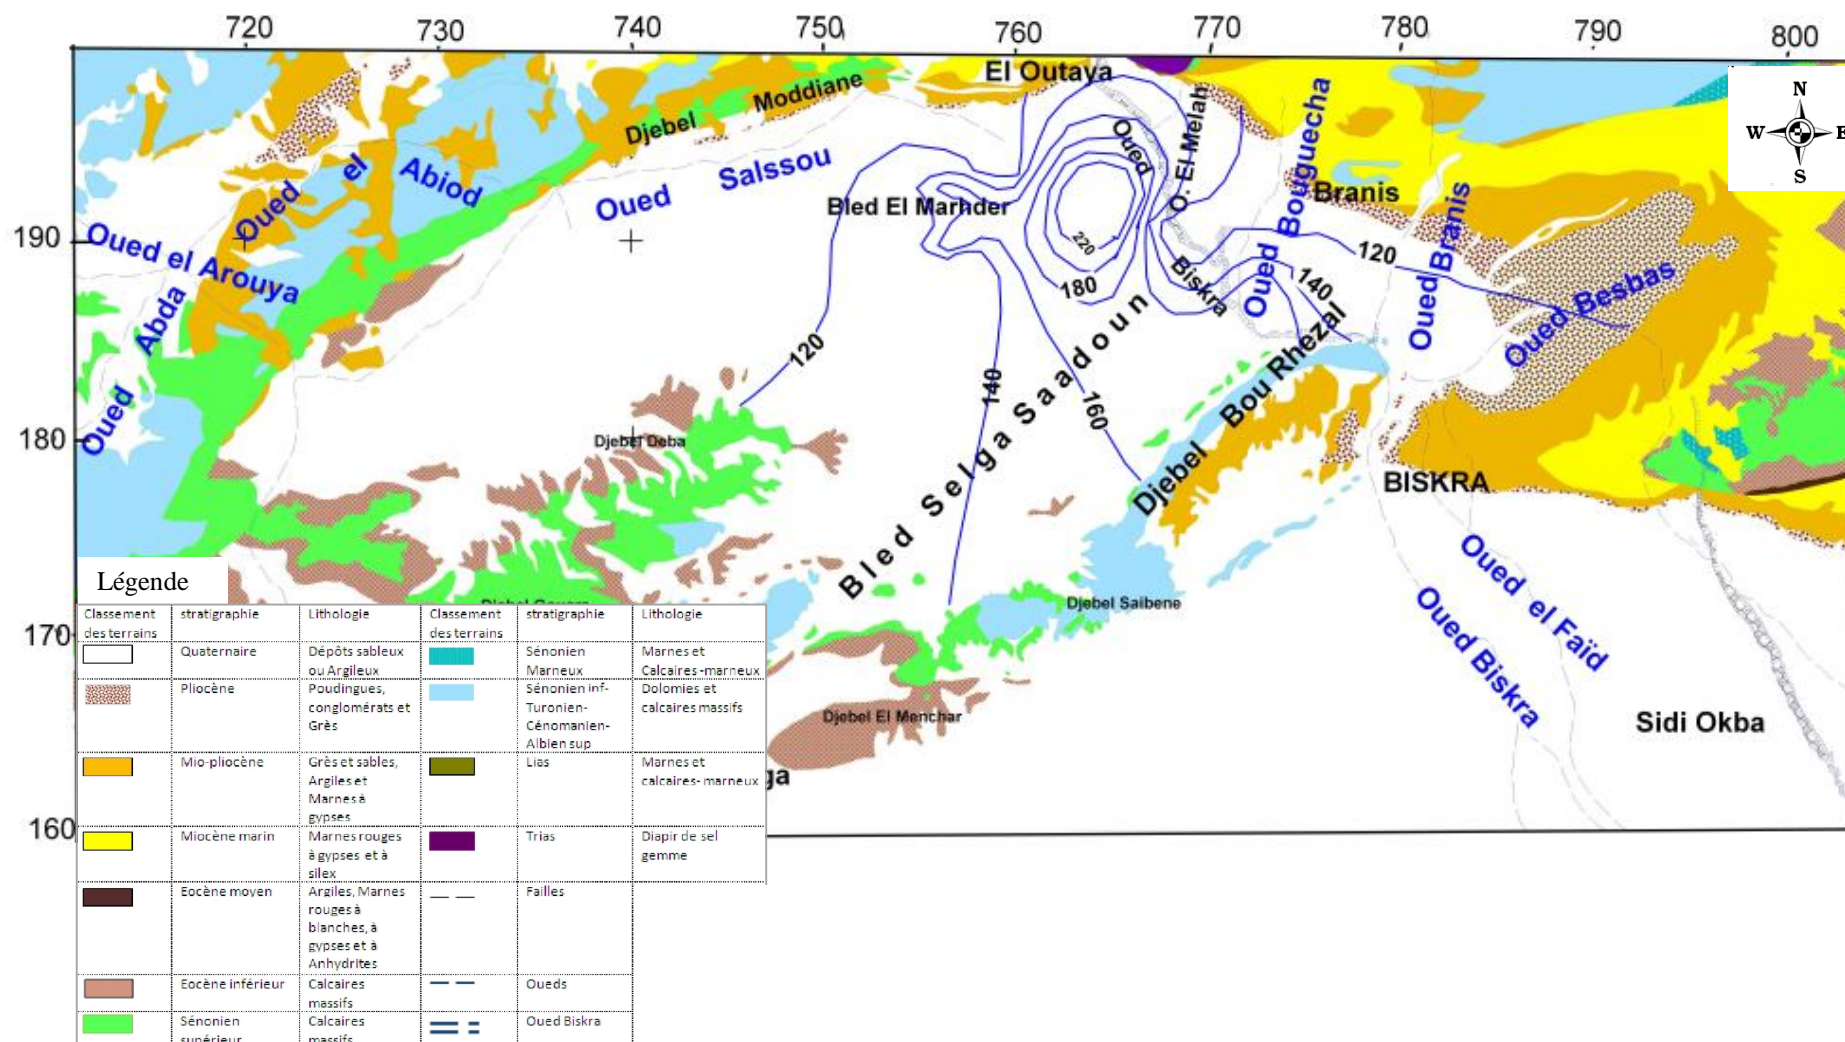 720 730 740 750 760 770 780 790 800
El Outaya
Djebel Moddiane
N
W E
S
Oued el Abiod
Oued Salssou
Oued
O. El Melah
Oued Bouguecha
Branis
Bled El Marhder
Oued Branis
190
Oued el Arouya
220
180
Biskra
120
140
Oued Besbas
Oued Abda
120
140
160
Bled Selga Saadoun
Djebel Bou Rhezal
180
Djebel Deba
BISKRA
Oued el Faïd
Oued Biskra
Djebel Saibene
170
Djebel El Menchar
Sidi Okba
ga
160
Légende
Classement des terrains
stratigraphie
Lithologie
Classement des terrains
stratigraphie
Lithologie
Quaternaire
Dépôts sableux
ou Argileux
Sénonien
Marneux
Marnes et
Calcaires-marneux
Pliocène
Poudingues,
conglomérats et
Grès
Sénonien inf-
Turonien-
Cénomanien-
Albien sup
Dolomies et
calcaires massifs
Mio-pliocène
Grès et sables,
Argiles et
Marnes à
gypses
Lias
Marnes et
calcaires- marneux
Miocène marin
Marnes rouges
à gypses et à
silex
Trias
Diapir de sel
gemme
Eocène moyen
Argiles, Marnes
rouges à
blanches, à
gypses et à
Anhydrites
Failles
Eocène inférieur
Calcaires
massifs
Oueds
Sénonien
supérieur
Calcaires
massifs
Oued Biskra